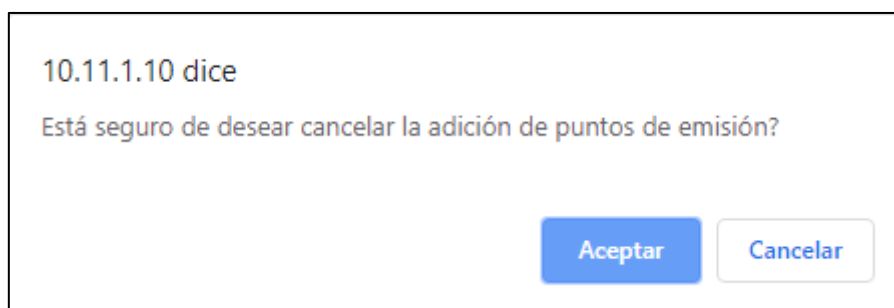 10.11.1.10 dice
Está seguro de desear cancelar la adición de puntos de emisión?
Aceptar Cancelar